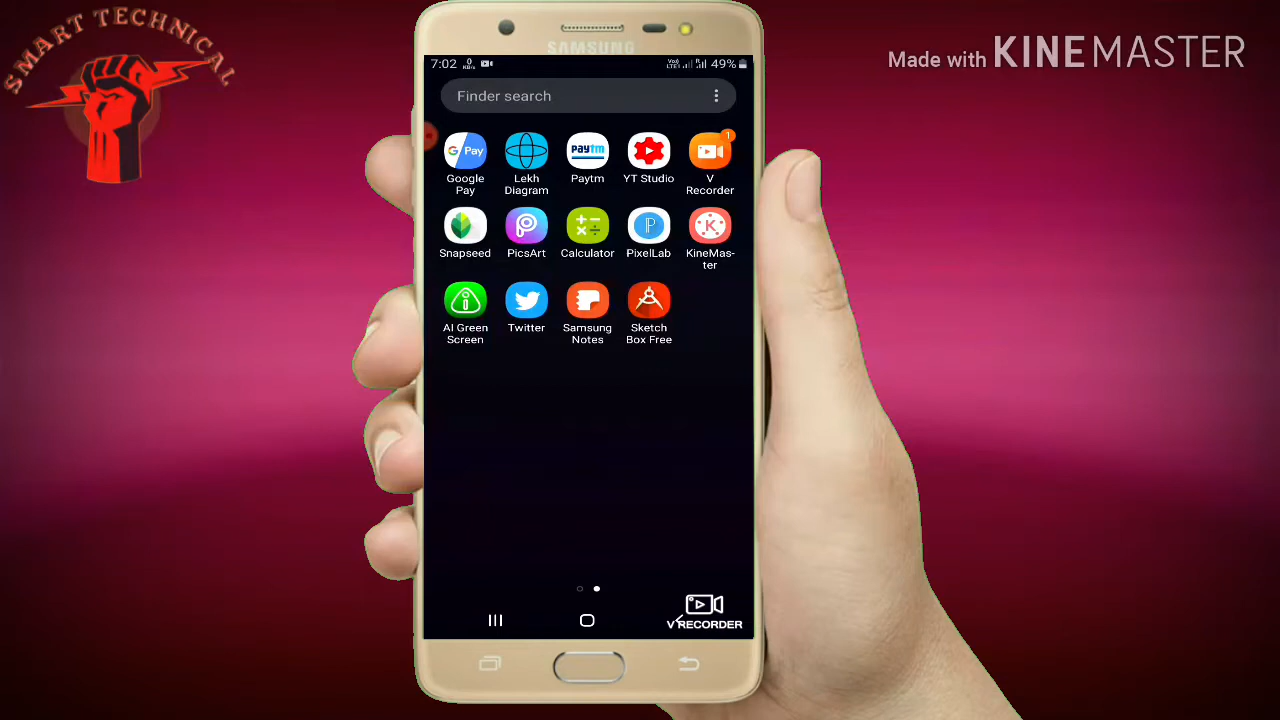 SMART TECHNICAL
Made with KINEMASTER
SAMSUNG
7:02
49%
Finder search
Google Pay
Lekh Diagram
Paytm
YT Studio
1
V Recorder
Snapseed
PicsArt
Calculator
PixelLab
KineMas-
ter
AI Green Screen
Twitter
Samsung Notes
Sketch Box Free
V RECORDER